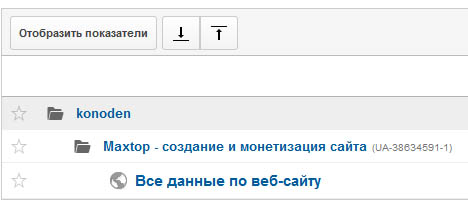 Отобразить показатели
konoden
Maxtop - создание и монетизация сайта (UA-38634591-1)
Все данные по веб-сайту